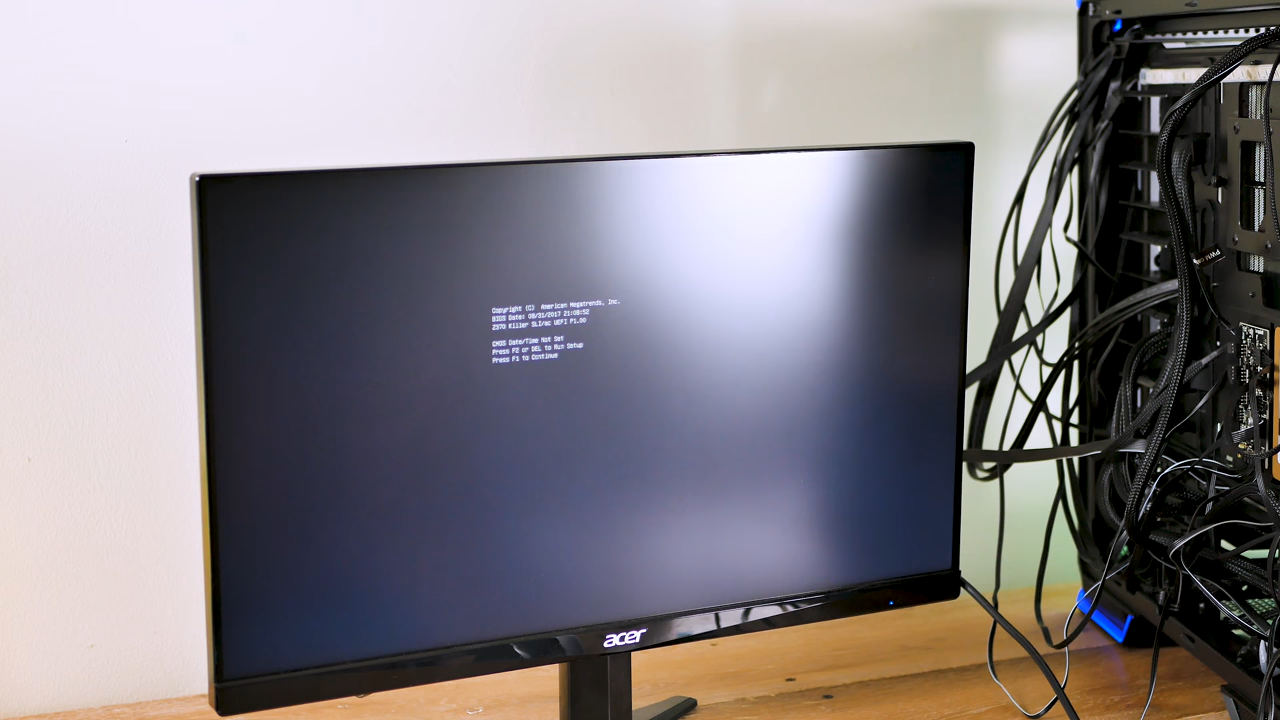 Copyright (C) American Megatrends, Inc.
BIOS Date: 08/31/2017 21:08:52
Z370 Killer SLI/ac UEFI P1.00
CMOS Date/Time Not Set
Press F2 or DEL to Run Setup
Press F1 to Continue
acer